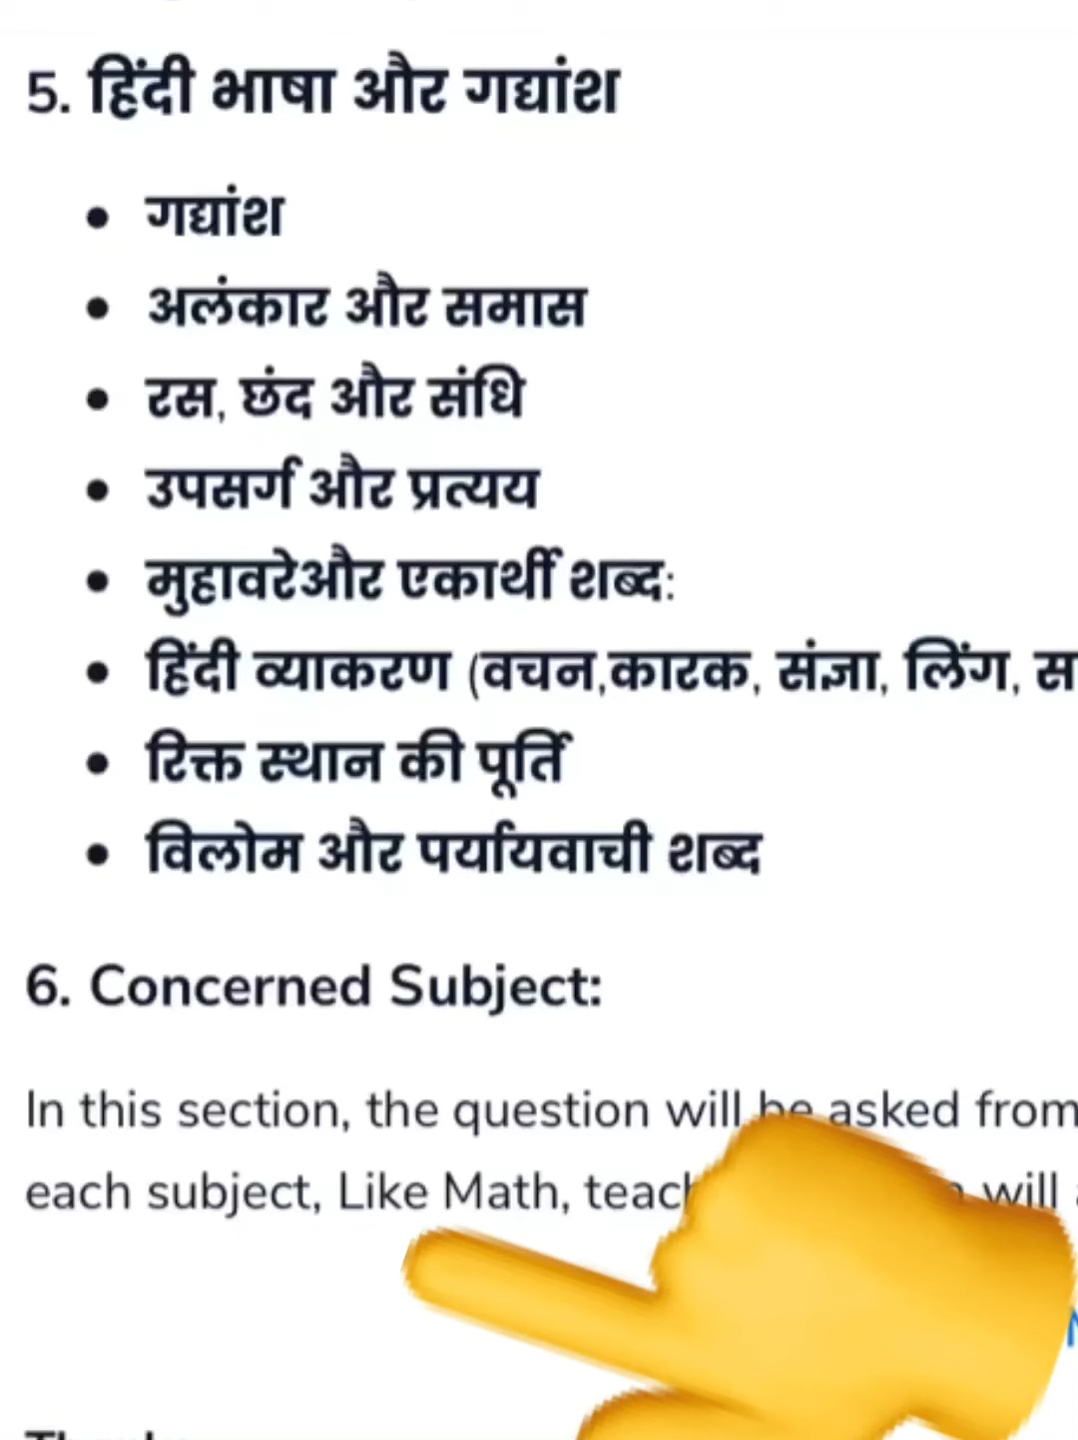 5. हिंदी भाषा और गद्यांश
• गद्यांश
• अलंकार और समास
• रस, छंद और संधि
• उपसर्ग और प्रत्यय
• मुहावरेऔर एकार्थी शब्द:
• हिंदी व्याकरण (वचन,कारक, संज्ञा, लिंग, स
• रिक्त स्थान की पूर्ति
• विलोम और पर्यायवाची शब्द
6. Concerned Subject:
In this section, the question will be asked from
each subject, Like Math, teach will